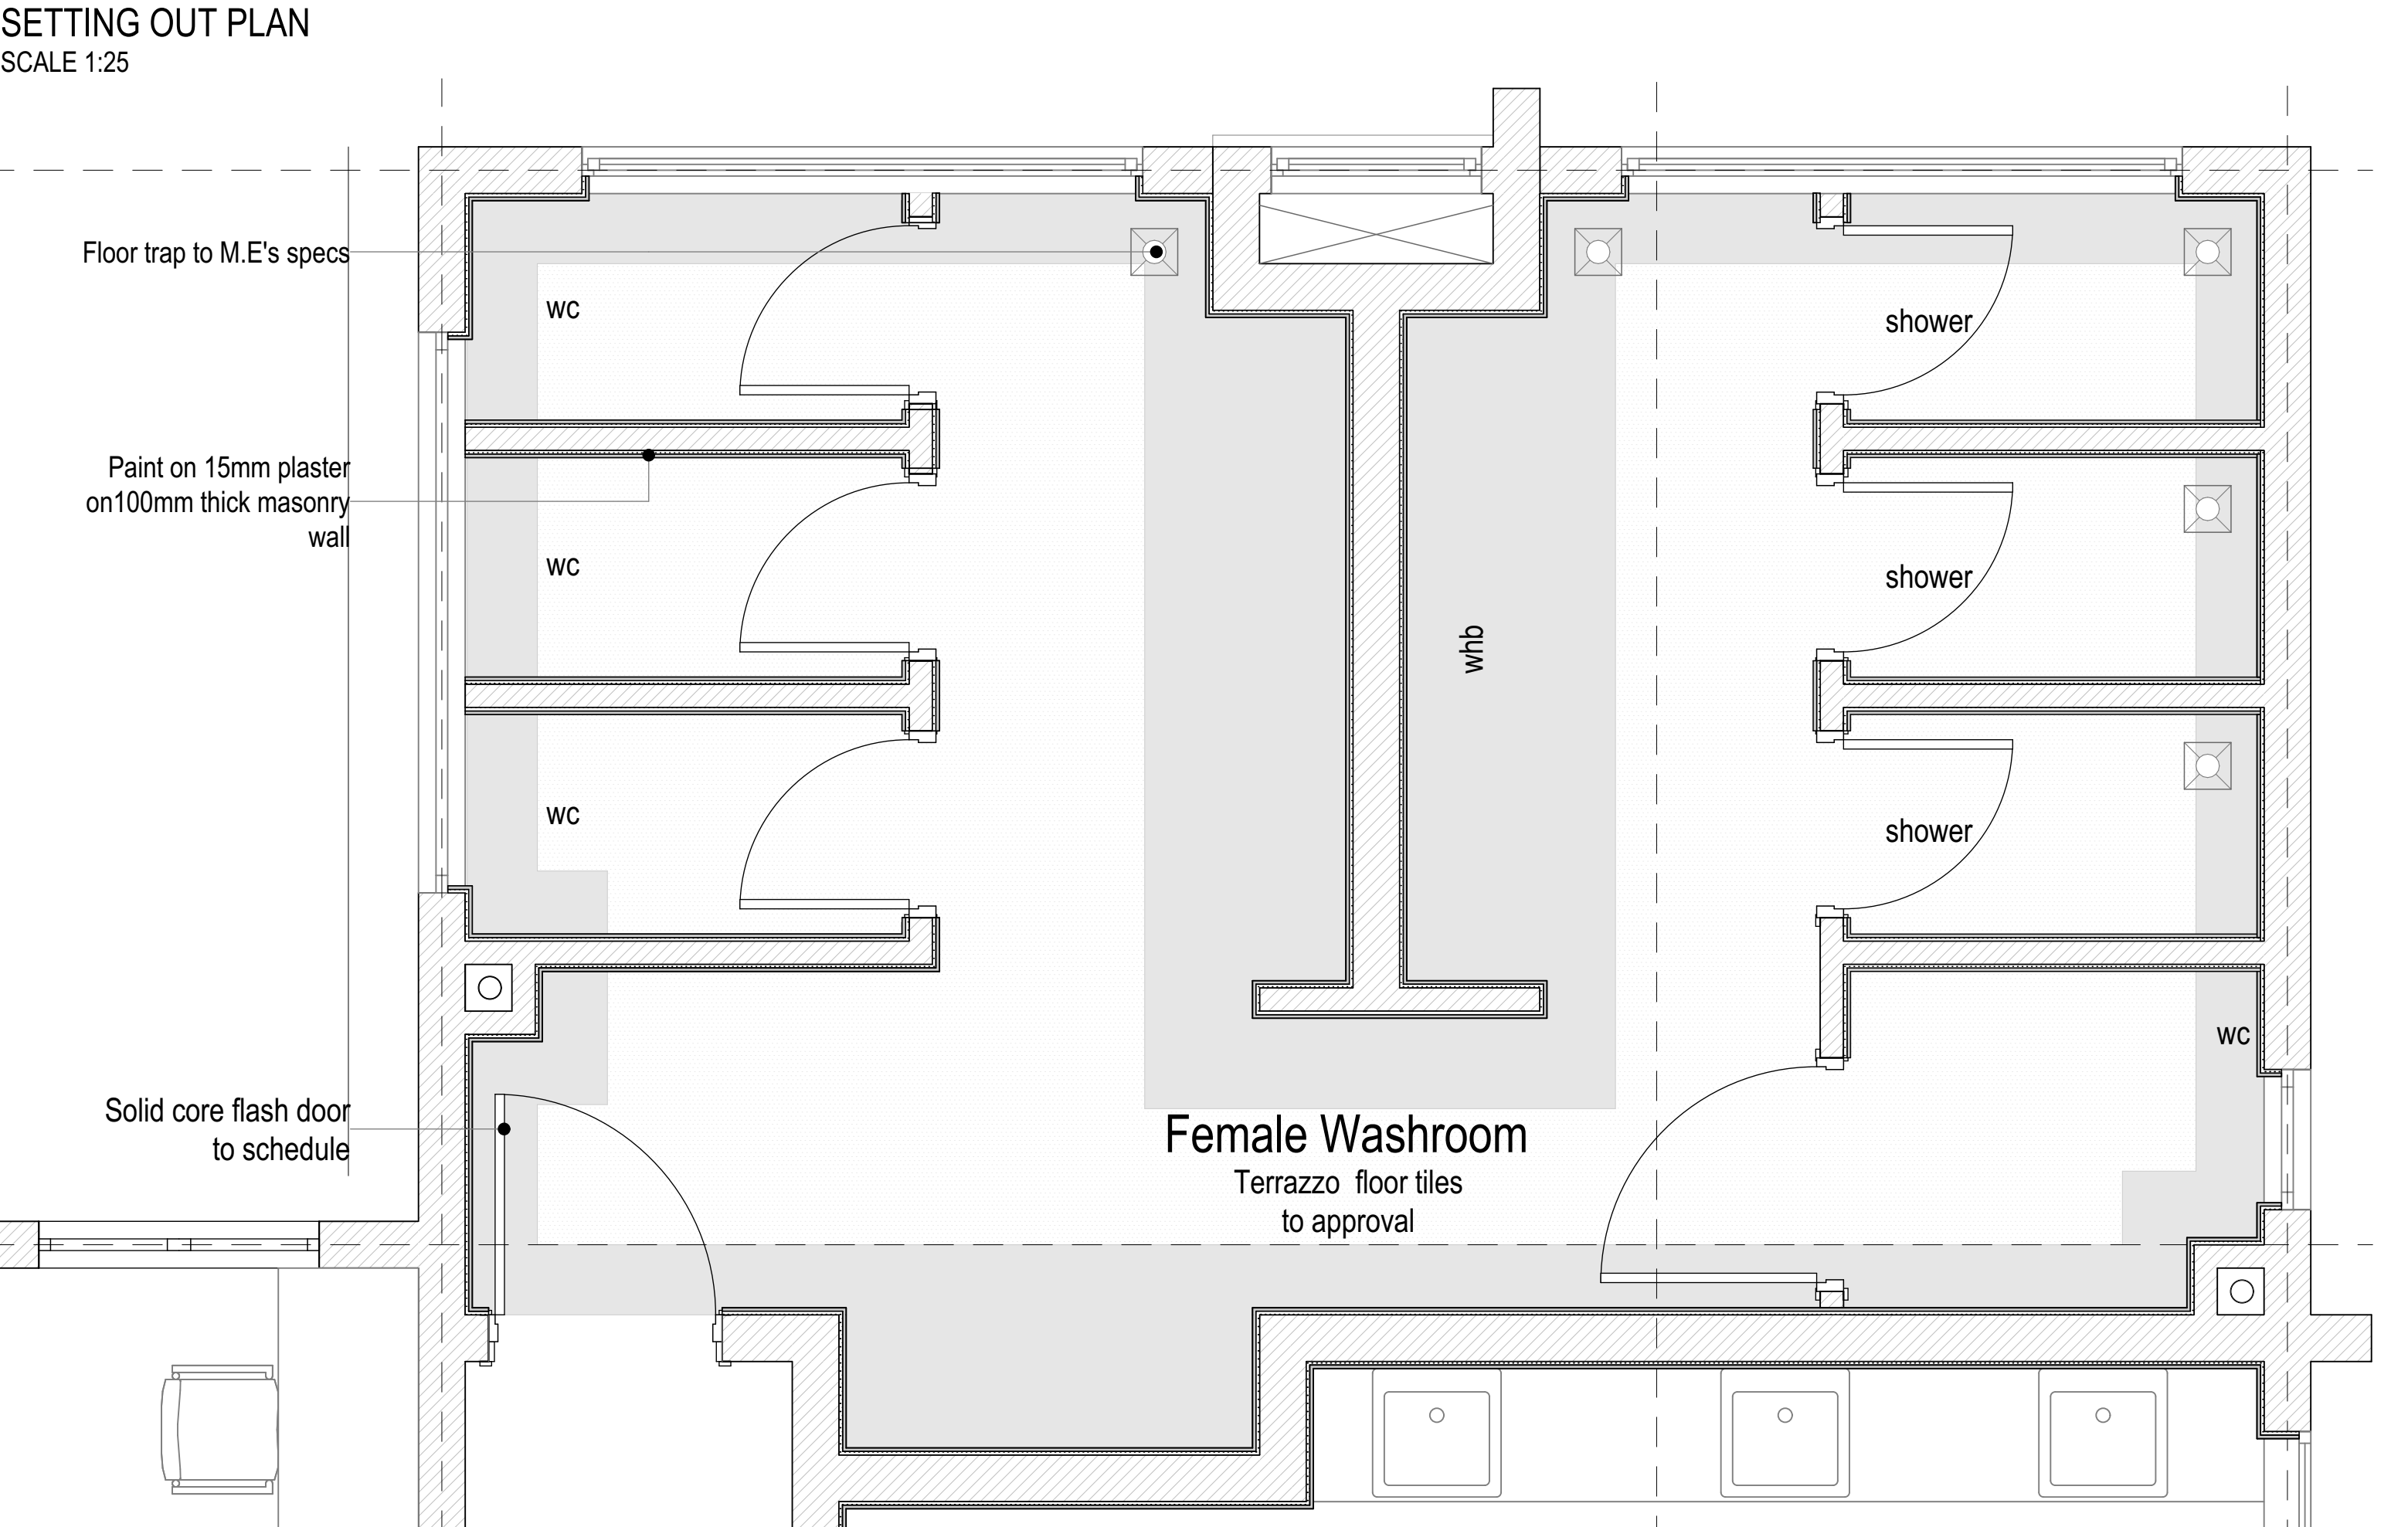 SETTING OUT PLAN
SCALE 1:25
Floor trap to M.E's specs
wc
shower
Paint on 15mm plaster
on100mm thick masonry
wall
wc
shower
whb
wc
shower
wc
Solid core flash door
to schedule
Female Washroom
Terrazzo floor tiles
to approval